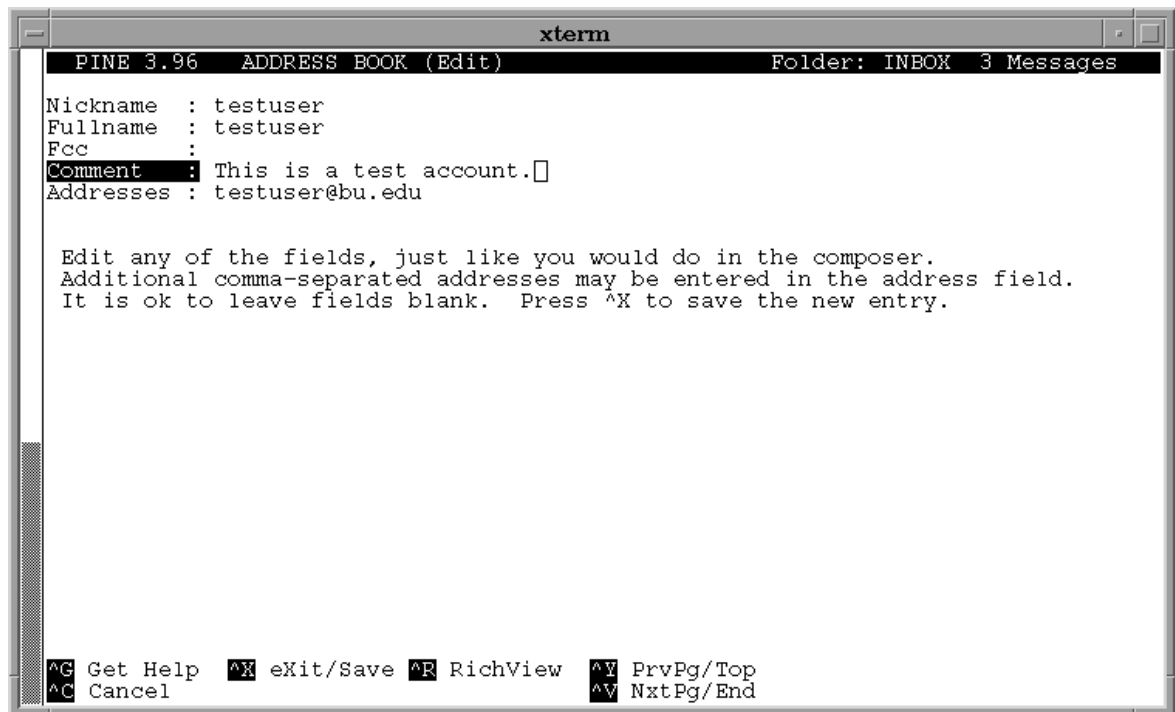 xterm
PINE 3.96   ADDRESS BOOK (Edit)                   Folder: INBOX  3 Messages
Nickname  : testuser
Fullname  : testuser
Fcc       :
Comment   : This is a test account.
Addresses : testuser@bu.edu
Edit any of the fields, just like you would do in the composer.
Additional comma-separated addresses may be entered in the address field.
It is ok to leave fields blank.  Press ^X to save the new entry.
^G Get Help  ^X eXit/Save ^R RichView  ^Y PrvPg/Top
^C Cancel                              ^V NxtPg/End